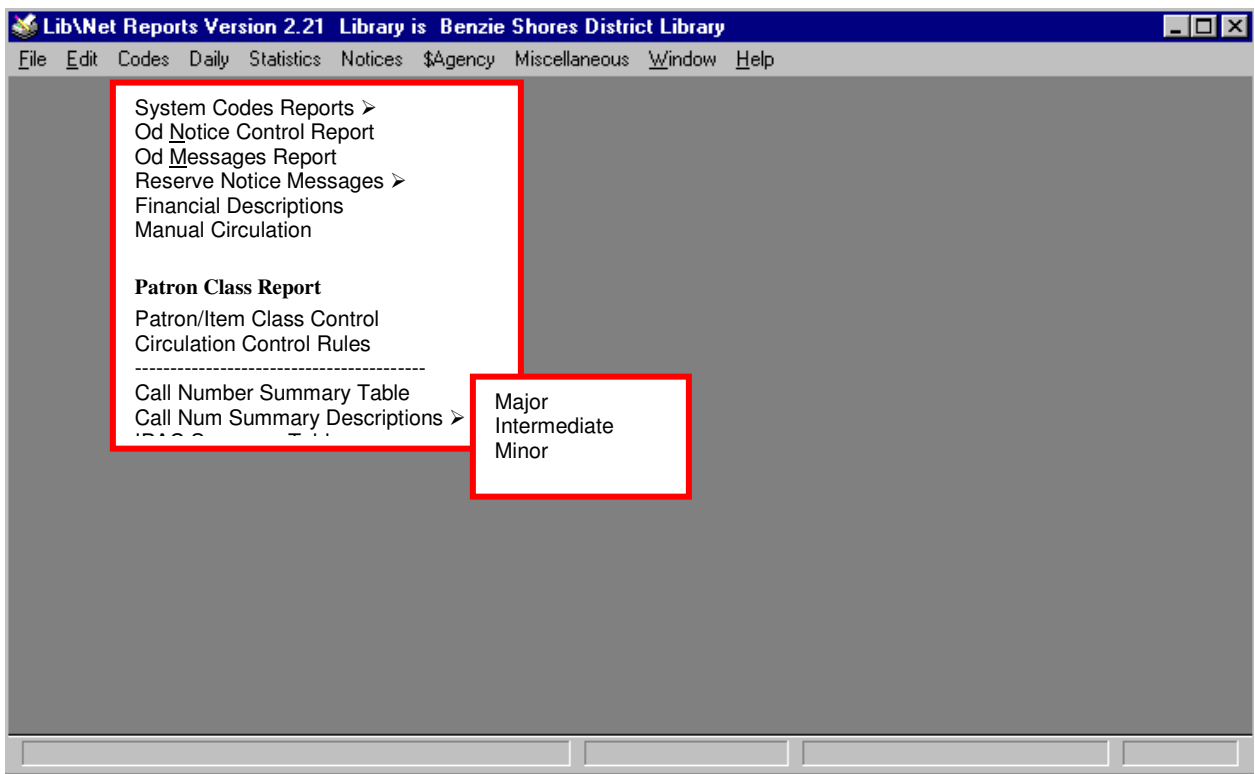 Lib\Net Reports Version 2.21 Library is Benzie Shores District Library
File Edit Codes Daily Statistics Notices $Agency Miscellaneous Window Help
System Codes Reports ➢
Od Notice Control Report
Od Messages Report
Reserve Notice Messages ➢
Financial Descriptions
Manual Circulation
Patron Class Report
Patron/Item Class Control
Circulation Control Rules
-----------------------------------------
Call Number Summary Table
Call Num Summary Descriptions ➢
Major
Intermediate
Minor